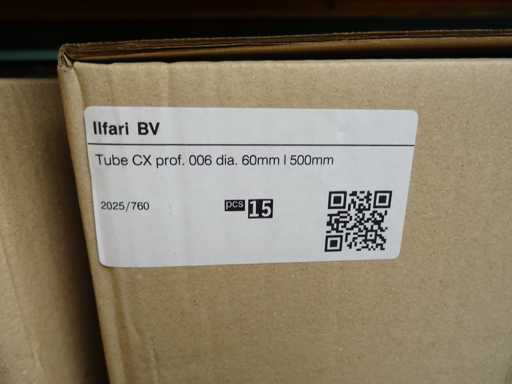 Ilfari BV
Tube CX prof. 006 dia. 60mm l 500mm
2025/760 pcs 15